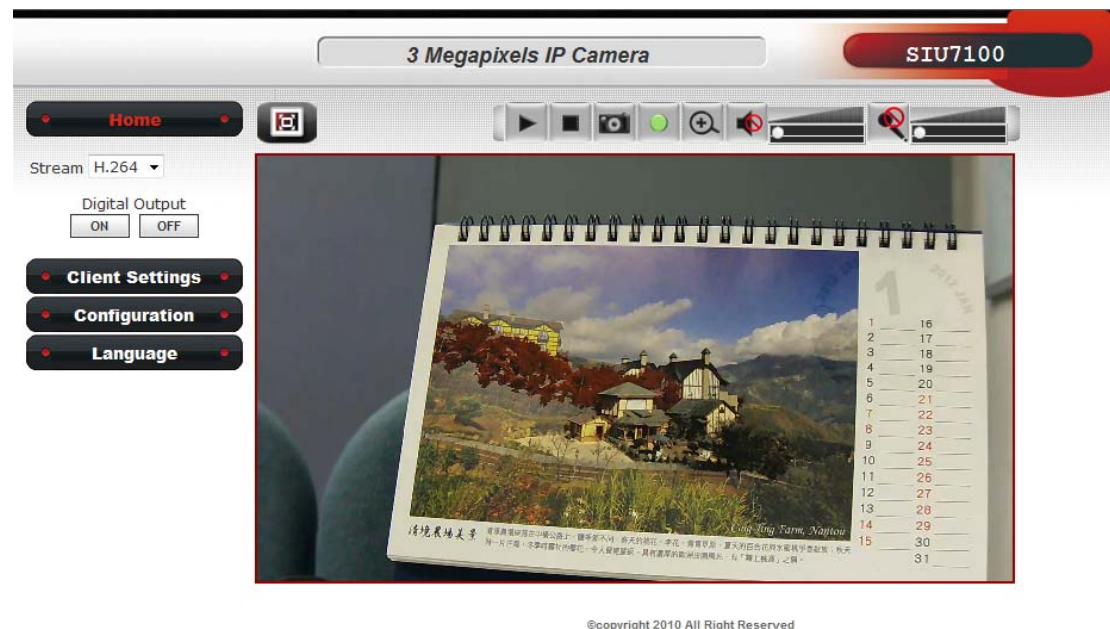 3 Megapixels IP Camera
SIU7100
Home
Stream H.264
Digital Output
ON OFF
Client Settings
Configuration
Language
1
2012 JAN
1 16
2 17
3 18
4 19
5 20
6 21
7 22
8 23
9 24
10 25
11 26
12 27
13 28
14 29
15 30
31
Cing Jing Farm, Nantou
清境農場美景
©copyright 2010 All Right Reserved